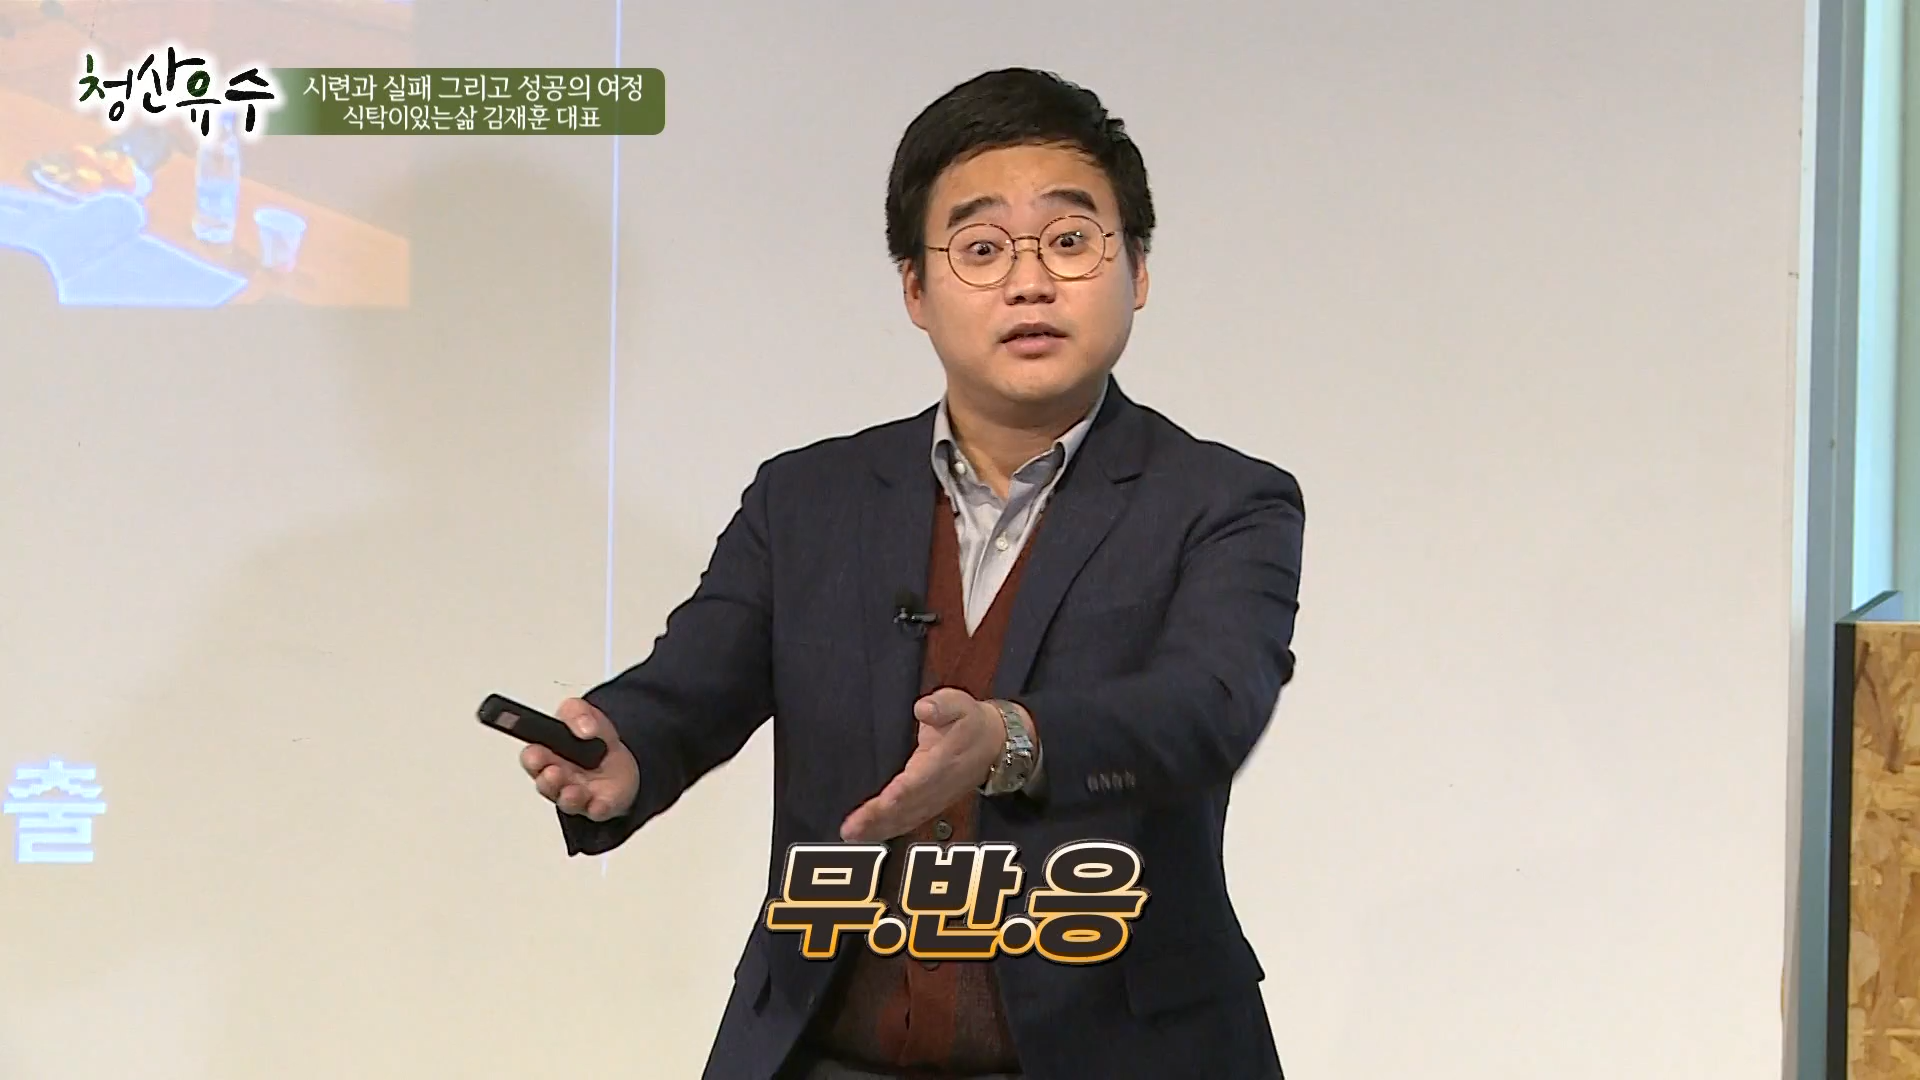 청산유수
시련과 실패 그리고 성공의 여정
식탁이있는삶 김재훈 대표
출
무.반.응